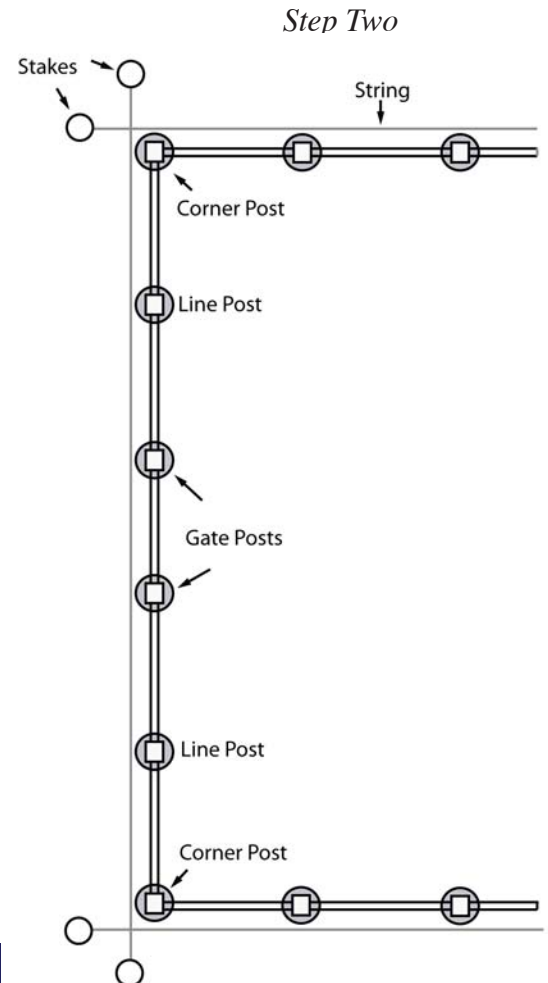 Step Two
Stakes
String
Corner Post
Line Post
Gate Posts
Line Post
Corner Post